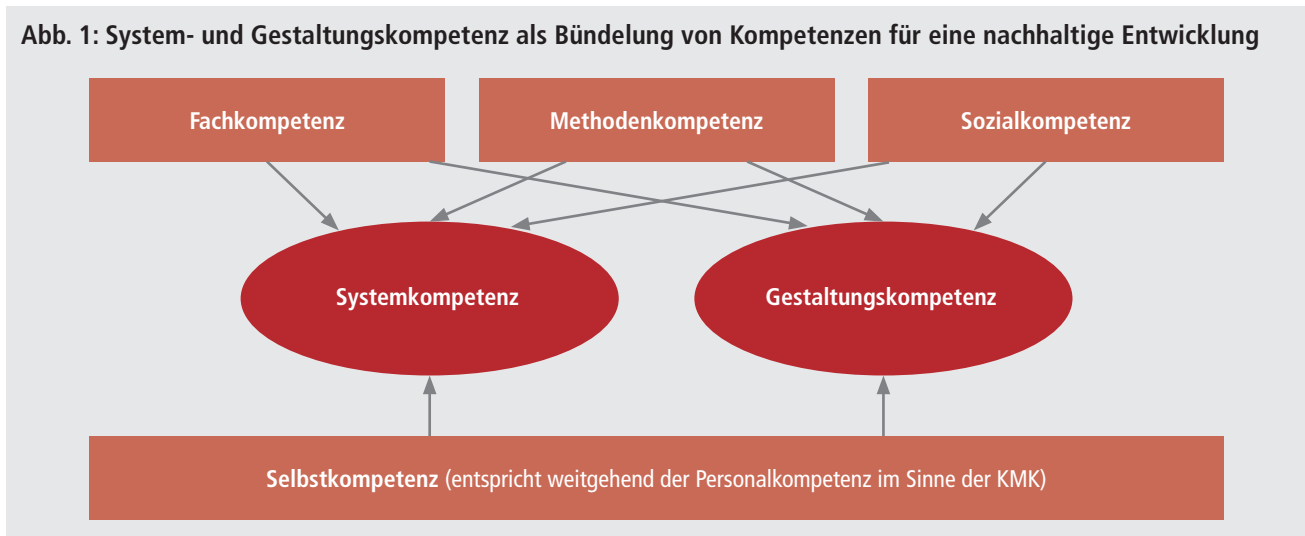 Abb. 1: System- und Gestaltungskompetenz als Bündelung von Kompetenzen für eine nachhaltige Entwicklung
Fachkompetenz
Methodenkompetenz
Sozialkompetenz
Systemkompetenz
Gestaltungskompetenz
Selbstkompetenz (entspricht weitgehend der Personalkompetenz im Sinne der KMK)